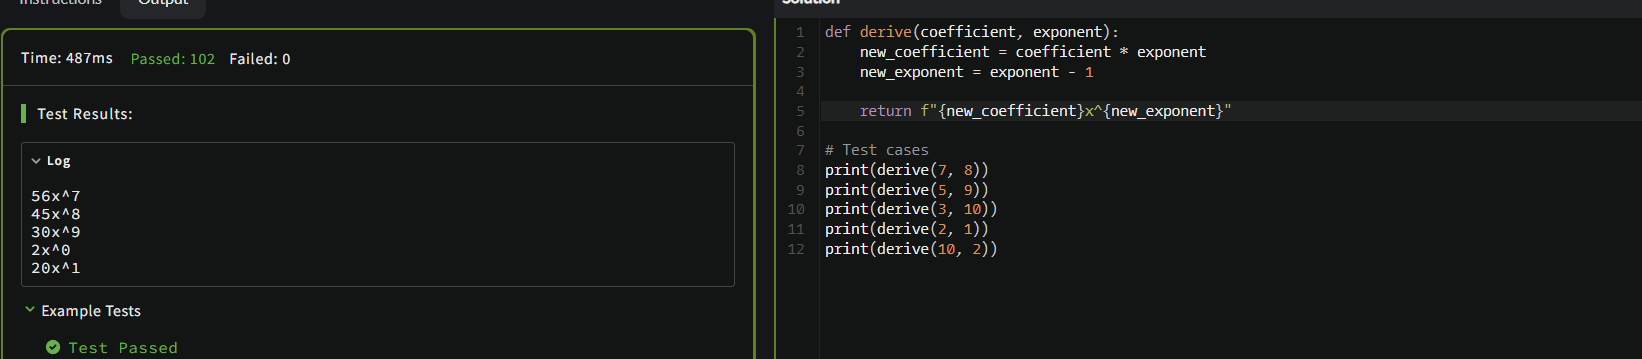 Instructions
Output
Time: 487ms Passed: 102 Failed: 0
Test Results:
Log
56x^7
45x^8
30x^9
2x^0
20x^1
Example Tests
Test Passed
Solution
1 def derive(coefficient, exponent):
2     new_coefficient = coefficient * exponent
3     new_exponent = exponent - 1
4
5     return f"{new_coefficient}x^{new_exponent}"
6
7 # Test cases
8 print(derive(7, 8))
9 print(derive(5, 9))
10 print(derive(3, 10))
11 print(derive(2, 1))
12 print(derive(10, 2))